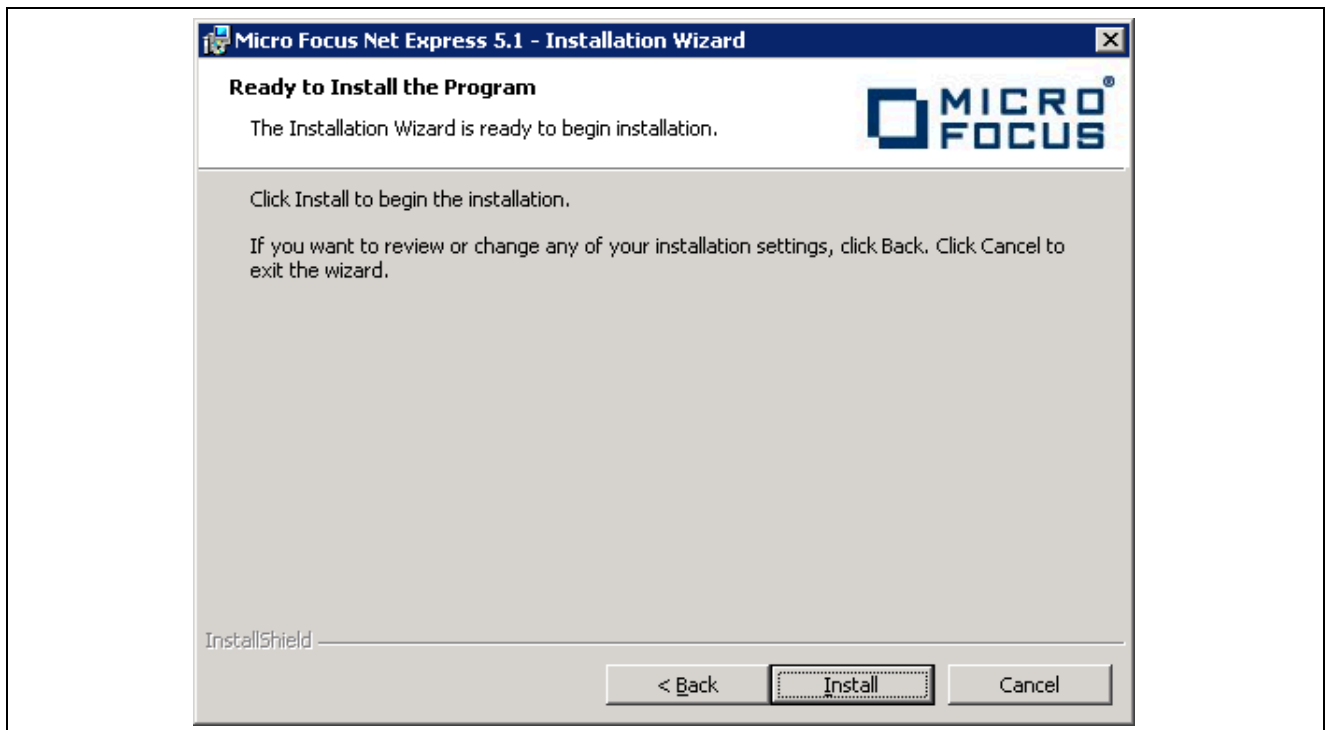 Micro Focus Net Express 5.1 - Installation Wizard
Ready to Install the Program
The Installation Wizard is ready to begin installation.
MICRO
FOCUS®
Click Install to begin the installation.
If you want to review or change any of your installation settings, click Back. Click Cancel to
exit the wizard.
InstallShield
< Back
Install
Cancel